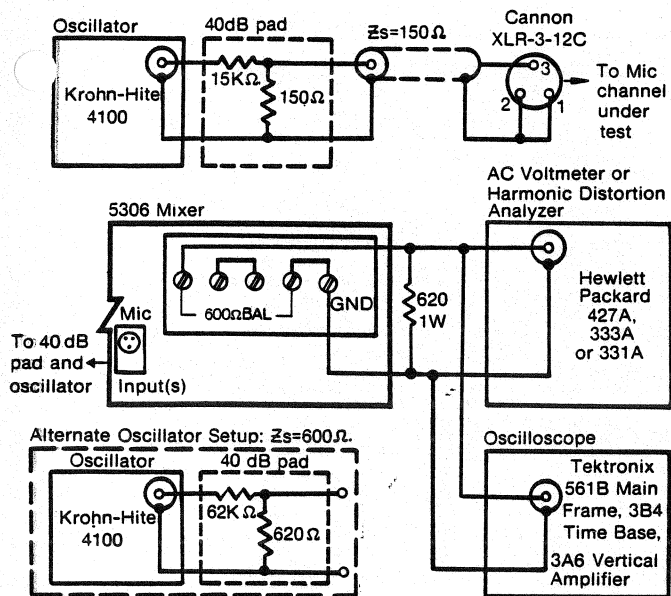 Oscillator
Krohn-Hite
4100
40dB pad
15KΩ
150Ω
Zs=150Ω
Cannon
XLR-3-12C
3
2
1
To Mic
channel
under
test
5306 Mixer
600ΩBAL
GND
Mic
Input(s)
To 40 dB
pad and
oscillator
620
1W
AC Voltmeter or
Harmonic Distortion
Analyzer
Hewlett
Packard
427A,
333A
or 331A
Alternate Oscillator Setup: Zs=600Ω.
Oscillator
Krohn-Hite
4100
40 dB pad
62KΩ
620Ω
Oscilloscope
Tektronix
561B Main
Frame, 3B4
Time Base,
3A6 Vertical
Amplifier